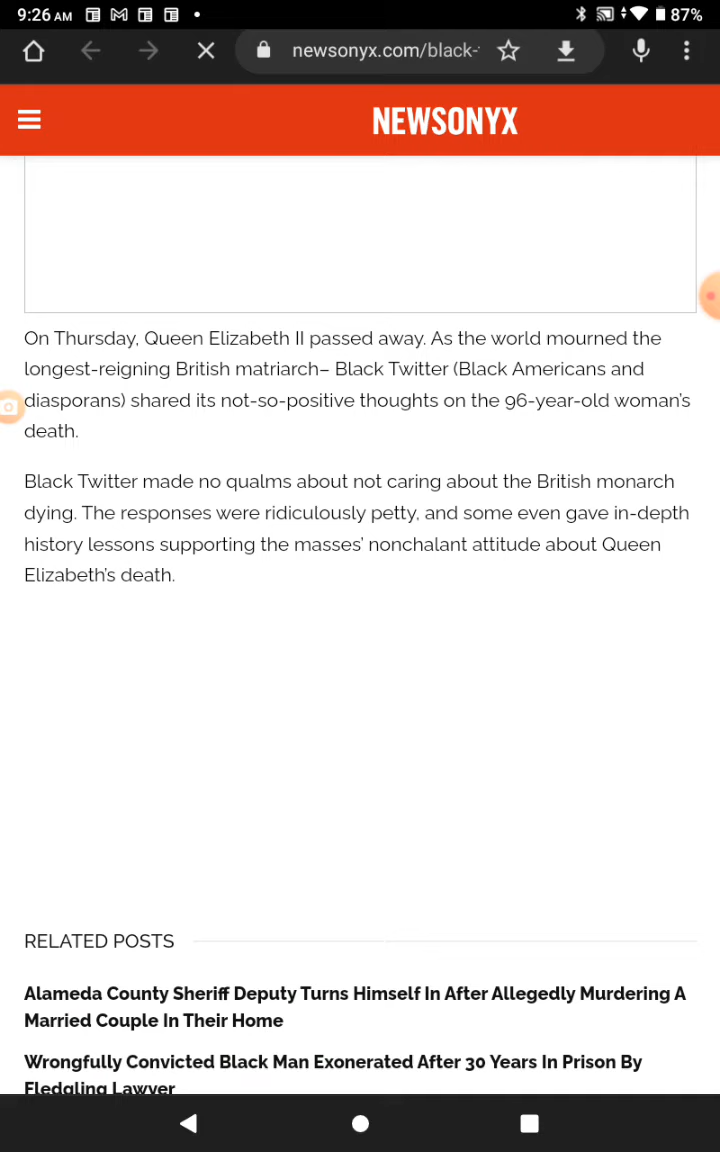 9:26 AM 87%
newsonyx.com/black-
NEWSONYX
On Thursday, Queen Elizabeth II passed away. As the world mourned the
longest-reigning British matriarch– Black Twitter (Black Americans and
diasporans) shared its not-so-positive thoughts on the 96-year-old woman's
death.
Black Twitter made no qualms about not caring about the British monarch
dying. The responses were ridiculously petty, and some even gave in-depth
history lessons supporting the masses' nonchalant attitude about Queen
Elizabeth's death.
RELATED POSTS
Alameda County Sheriff Deputy Turns Himself In After Allegedly Murdering A
Married Couple In Their Home
Wrongfully Convicted Black Man Exonerated After 30 Years In Prison By
Fledgling Lawyer